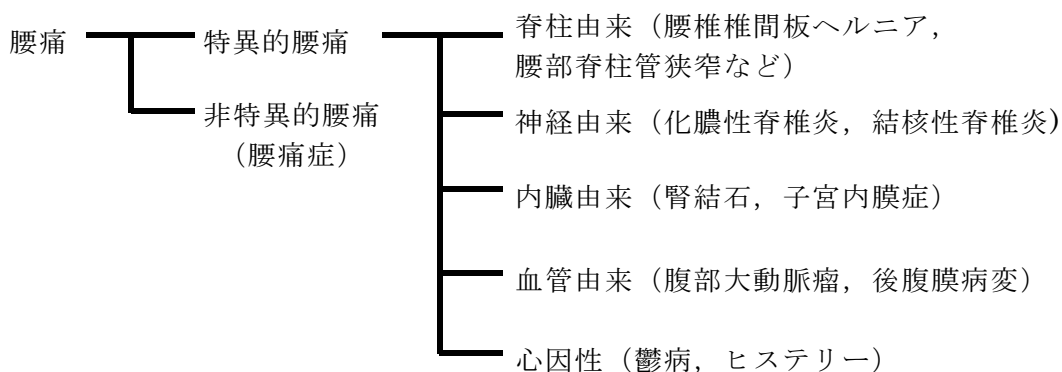 腰痛
特異的腰痛
非特異的腰痛
（腰痛症）
脊柱由来（腰椎椎間板ヘルニア，
腰部脊柱管狭窄など）
神経由来（化膿性脊椎炎，結核性脊椎炎）
内臓由来（腎結石，子宮内膜症）
血管由来（腹部大動脈瘤，後腹膜病変）
心因性（鬱病，ヒステリー）